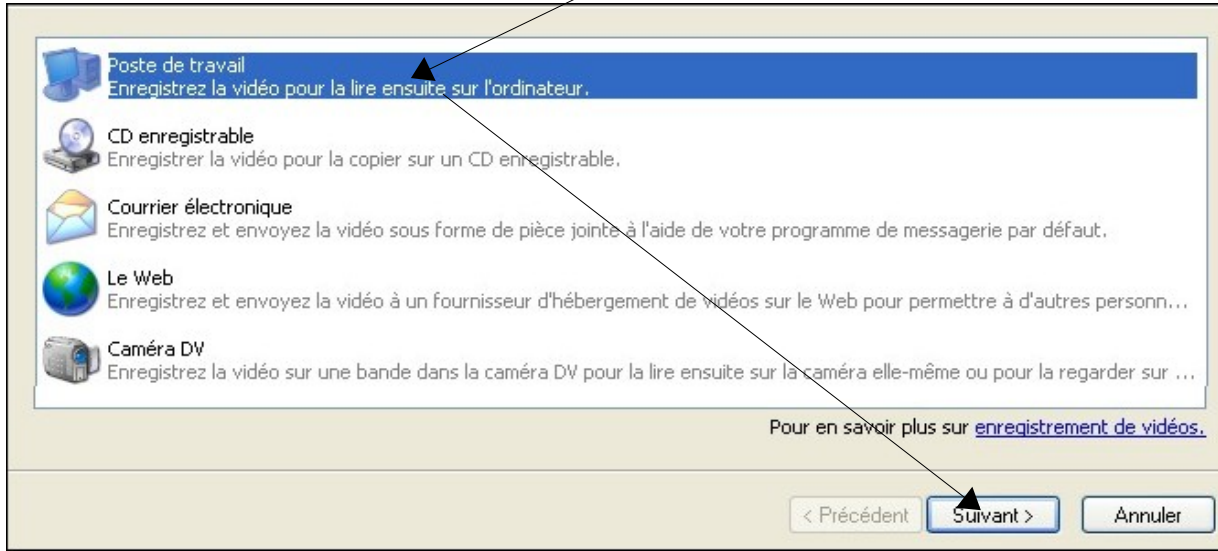 Poste de travail
Enregistrez la vidéo pour la lire ensuite sur l'ordinateur.
CD enregistrable
Enregistrer la vidéo pour la copier sur un CD enregistrable.
Courrier électronique
Enregistrez et envoyez la vidéo sous forme de pièce jointe à l'aide de votre programme de messagerie par défaut.
Le Web
Enregistrez et envoyez la vidéo à un fournisseur d'hébergement de vidéos sur le Web pour permettre à d'autres personn...
Caméra DV
Enregistrez la vidéo sur une bande dans la caméra DV pour la lire ensuite sur la caméra elle-même ou pour la regarder sur ...
Pour en savoir plus sur enregistrement de vidéos.
< Précédent Suivant > Annuler